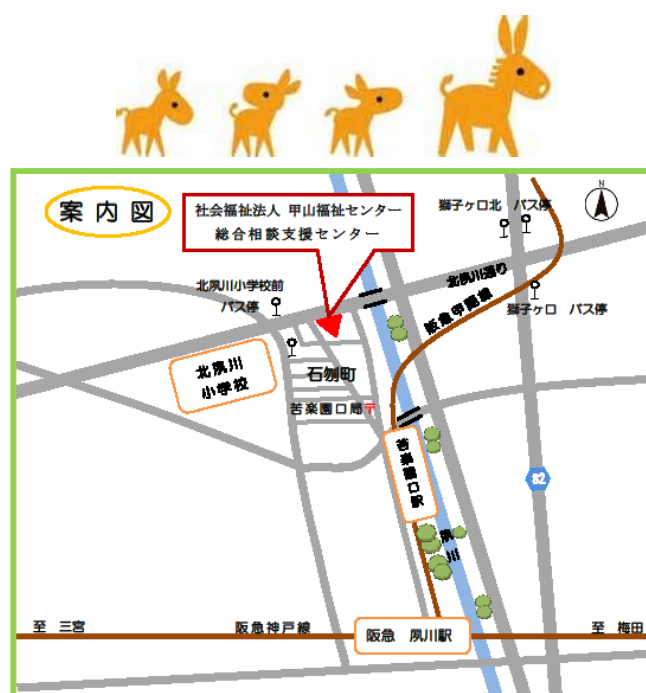 案内図
社会福祉法人 甲山福祉センター
総合相談支援センター
獅子ヶ口北 バス停
N
北夙川小学校前
バス停
北夙川通り
阪急甲陽線
獅子ヶ口 バス停
北夙川
小学校
石刎町
苦楽園口局〒
苦楽園口駅
82
夙川
至 三宮
阪急神戸線
阪急 夙川駅
至 梅田